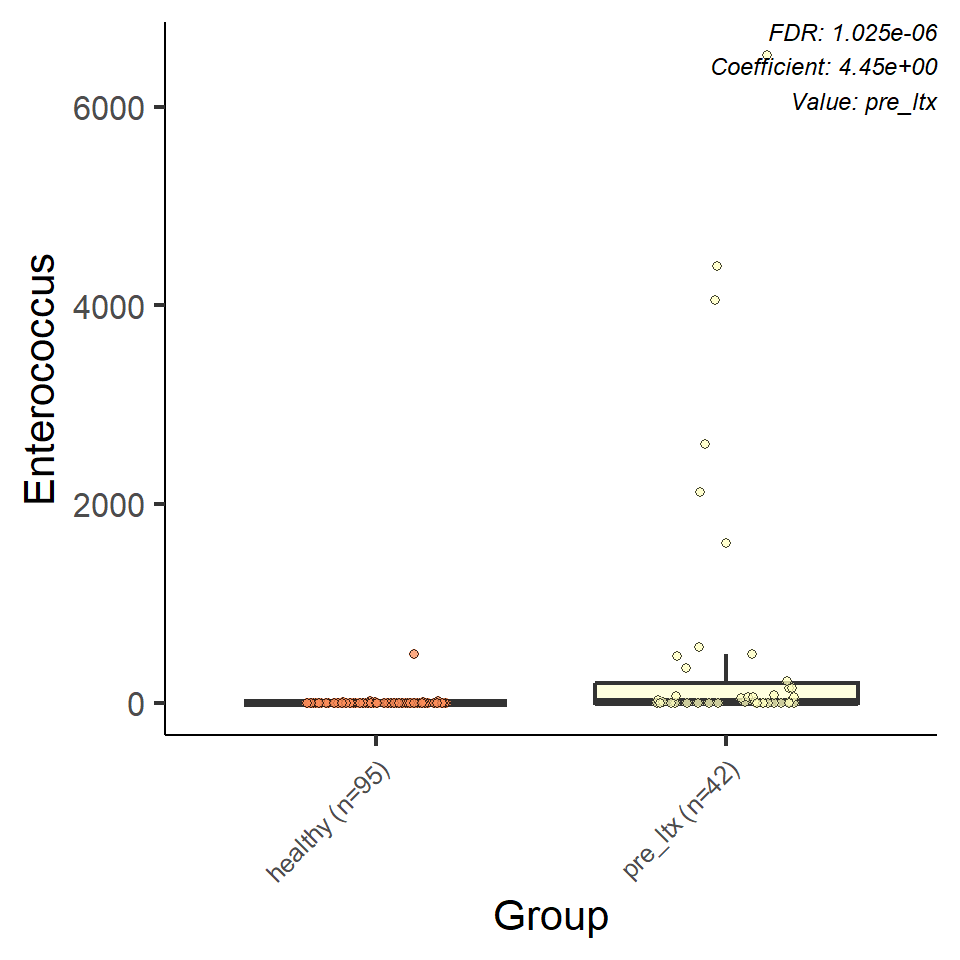 FDR: 1.025e-06
Coefficient: 4.45e+00
Value: pre_ltx
Enterococcus
6000
4000
2000
0
healthy (n=95)
pre_ltx (n=42)
Group